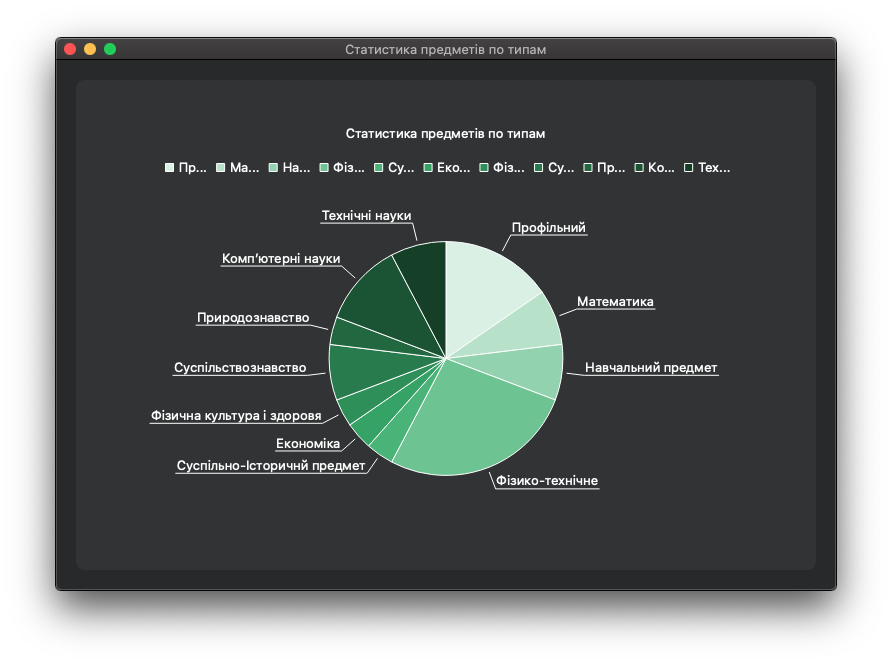 Статистика предметів по типам
Статистика предметів по типам
Пр... Ма... На... Фіз... Су... Еко... Фіз... Су... Пр... Ко... Тех...
Технічні науки
Профільний
Комп'ютерні науки
Математика
Природознавство
Суспільствознавство
Навчальний предмет
Фізична культура і здоровя
Економіка
Суспільно-Історичнй предмет
Фізико-технічне